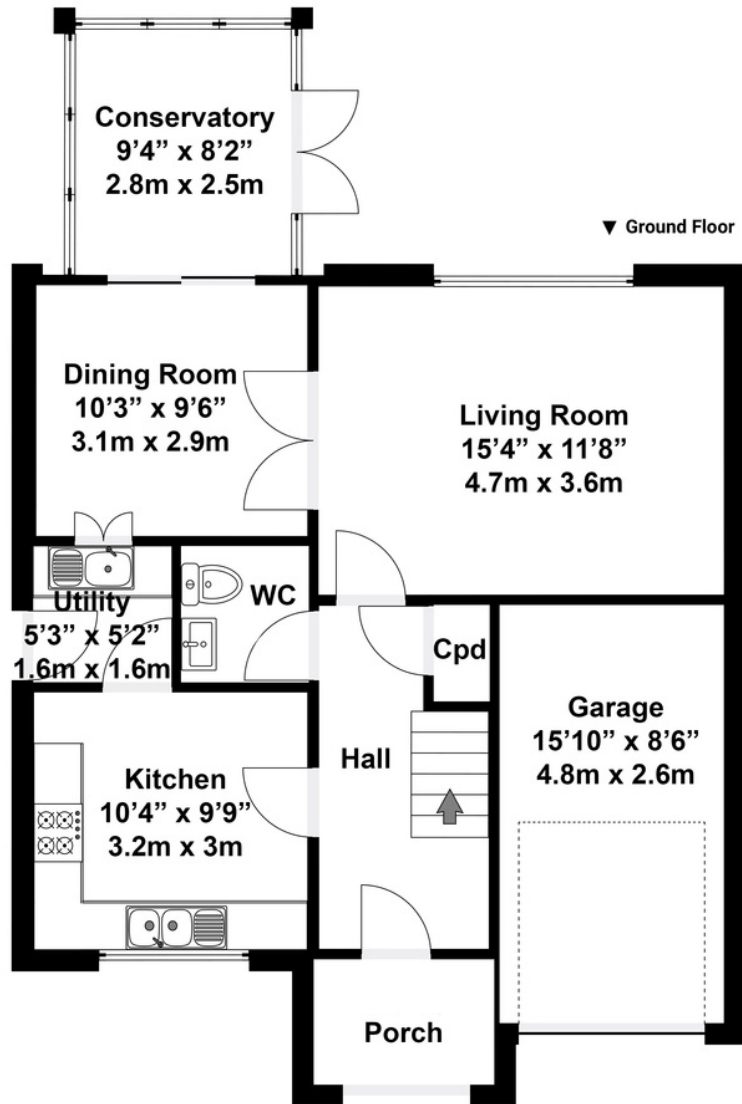 Conservatory
9’4” x 8’2”
2.8m x 2.5m
▼ Ground Floor
Dining Room
10’3” x 9’6”
3.1m x 2.9m
Living Room
15’4” x 11’8”
4.7m x 3.6m
Utility
5’3” x 5’2”
1.6m x 1.6m
WC
Cpd
Garage
15’10” x 8’6”
4.8m x 2.6m
Hall
Kitchen
10’4” x 9’9”
3.2m x 3m
Porch